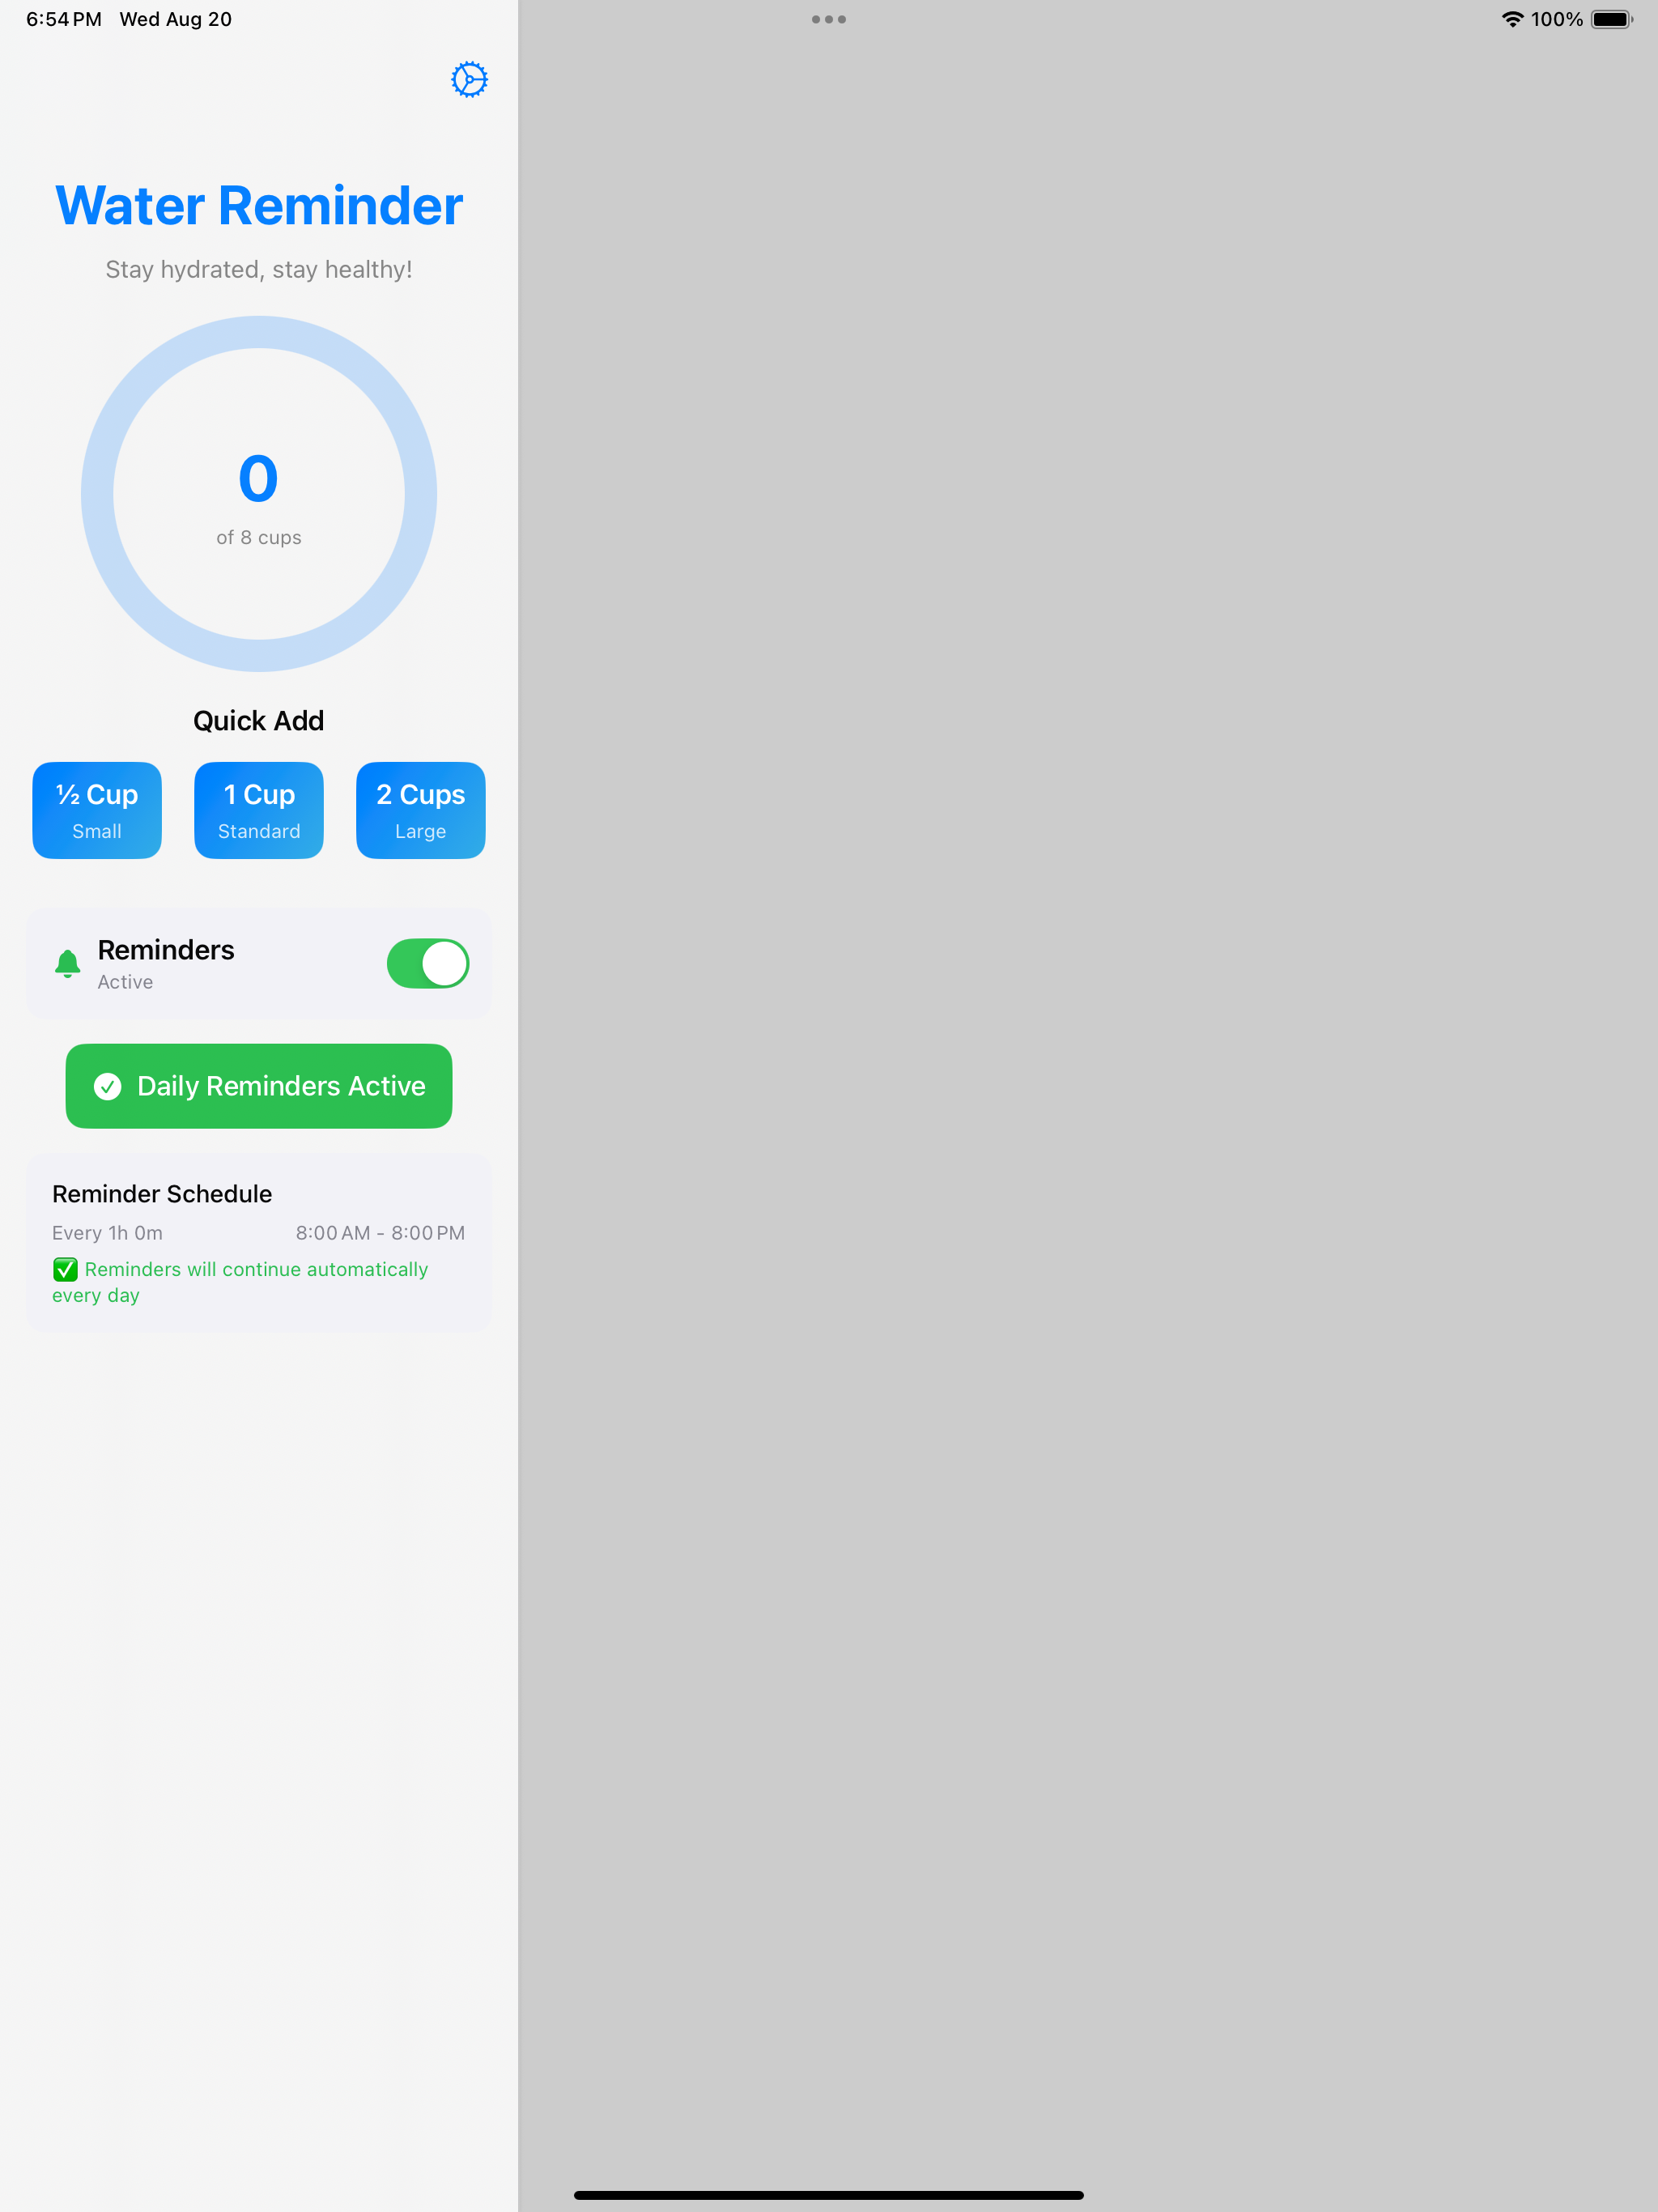 6:54 PM Wed Aug 20
100%
Water Reminder
Stay hydrated, stay healthy!
0
of 8 cups
Quick Add
½ Cup
Small
1 Cup
Standard
2 Cups
Large
Reminders
Active
Daily Reminders Active
Reminder Schedule
Every 1h 0m
8:00 AM - 8:00 PM
✅ Reminders will continue automatically
every day